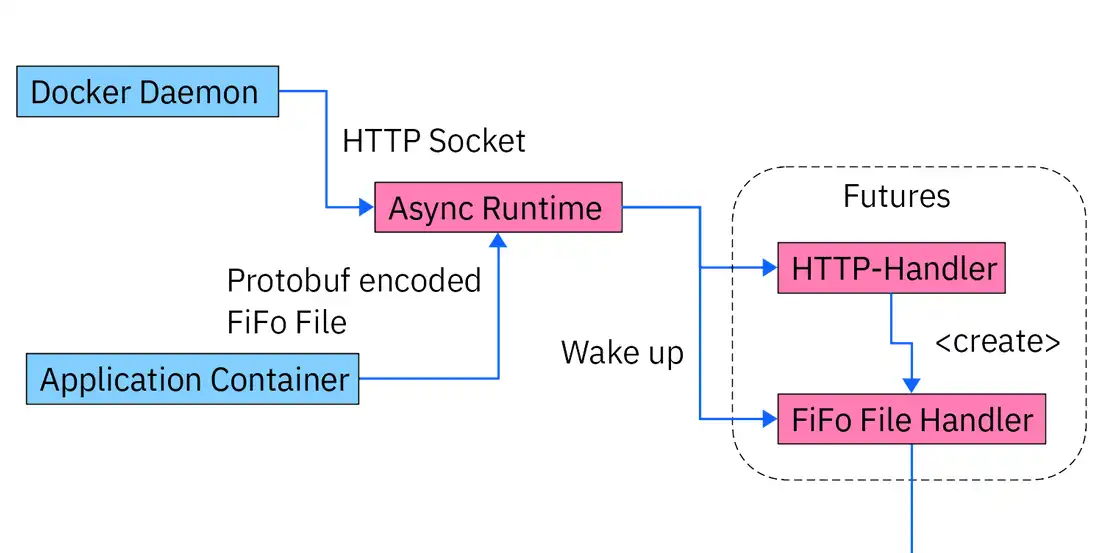 Docker Daemon
HTTP Socket
Async Runtime
Futures
HTTP-Handler
Protobuf encoded
FiFo File
<create>
Wake up
Application Container
FiFo File Handler